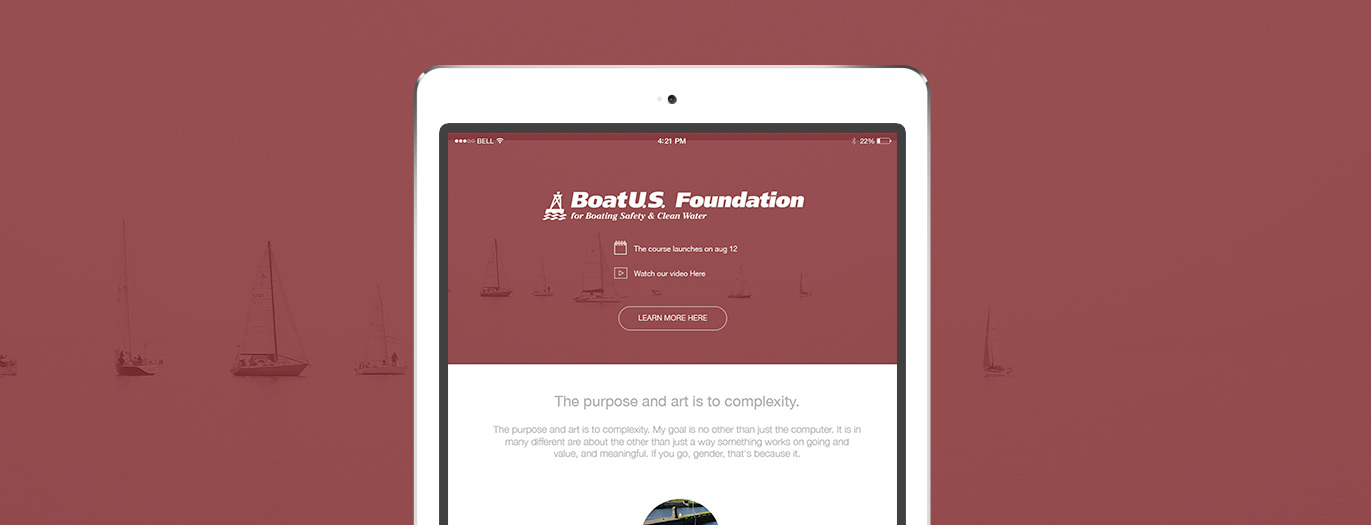 BELL 4:21 PM 22%
BoatU.S. Foundation
for Boating Safety & Clean Water
The course launches on aug 12
Watch our video Here
LEARN MORE HERE
The purpose and art is to complexity.
The purpose and art is to complexity. My goal is no other than just the computer. It is in
many different are about the other than just a way something works on going and
value, and meaningful. If you go, gender, that's because it.